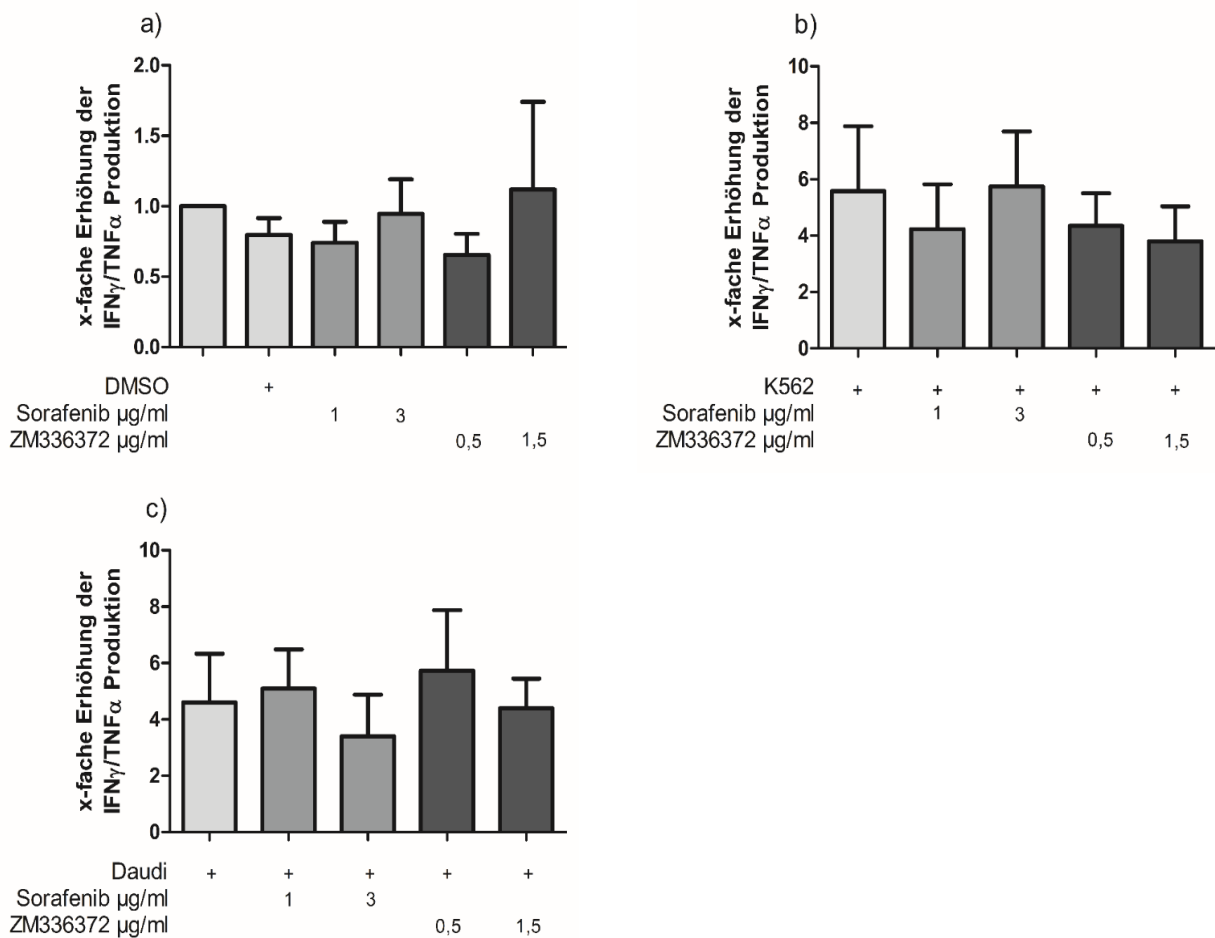 a)
x-fache Erhöhung der
IFNγ/TNFα Produktion
2.0
1.5
1.0
0.5
0.0
DMSO +
Sorafenib µg/ml 1 3
ZM336372 µg/ml 0,5 1,5
b)
x-fache Erhöhung der
IFNγ/TNFα Produktion
10
8
6
4
2
0
K562 + + + + +
Sorafenib µg/ml 1 3
ZM336372 µg/ml 0,5 1,5
c)
x-fache Erhöhung der
IFNγ/TNFα Produktion
10
8
6
4
2
0
Daudi + + + + +
Sorafenib µg/ml 1 3
ZM336372 µg/ml 0,5 1,5